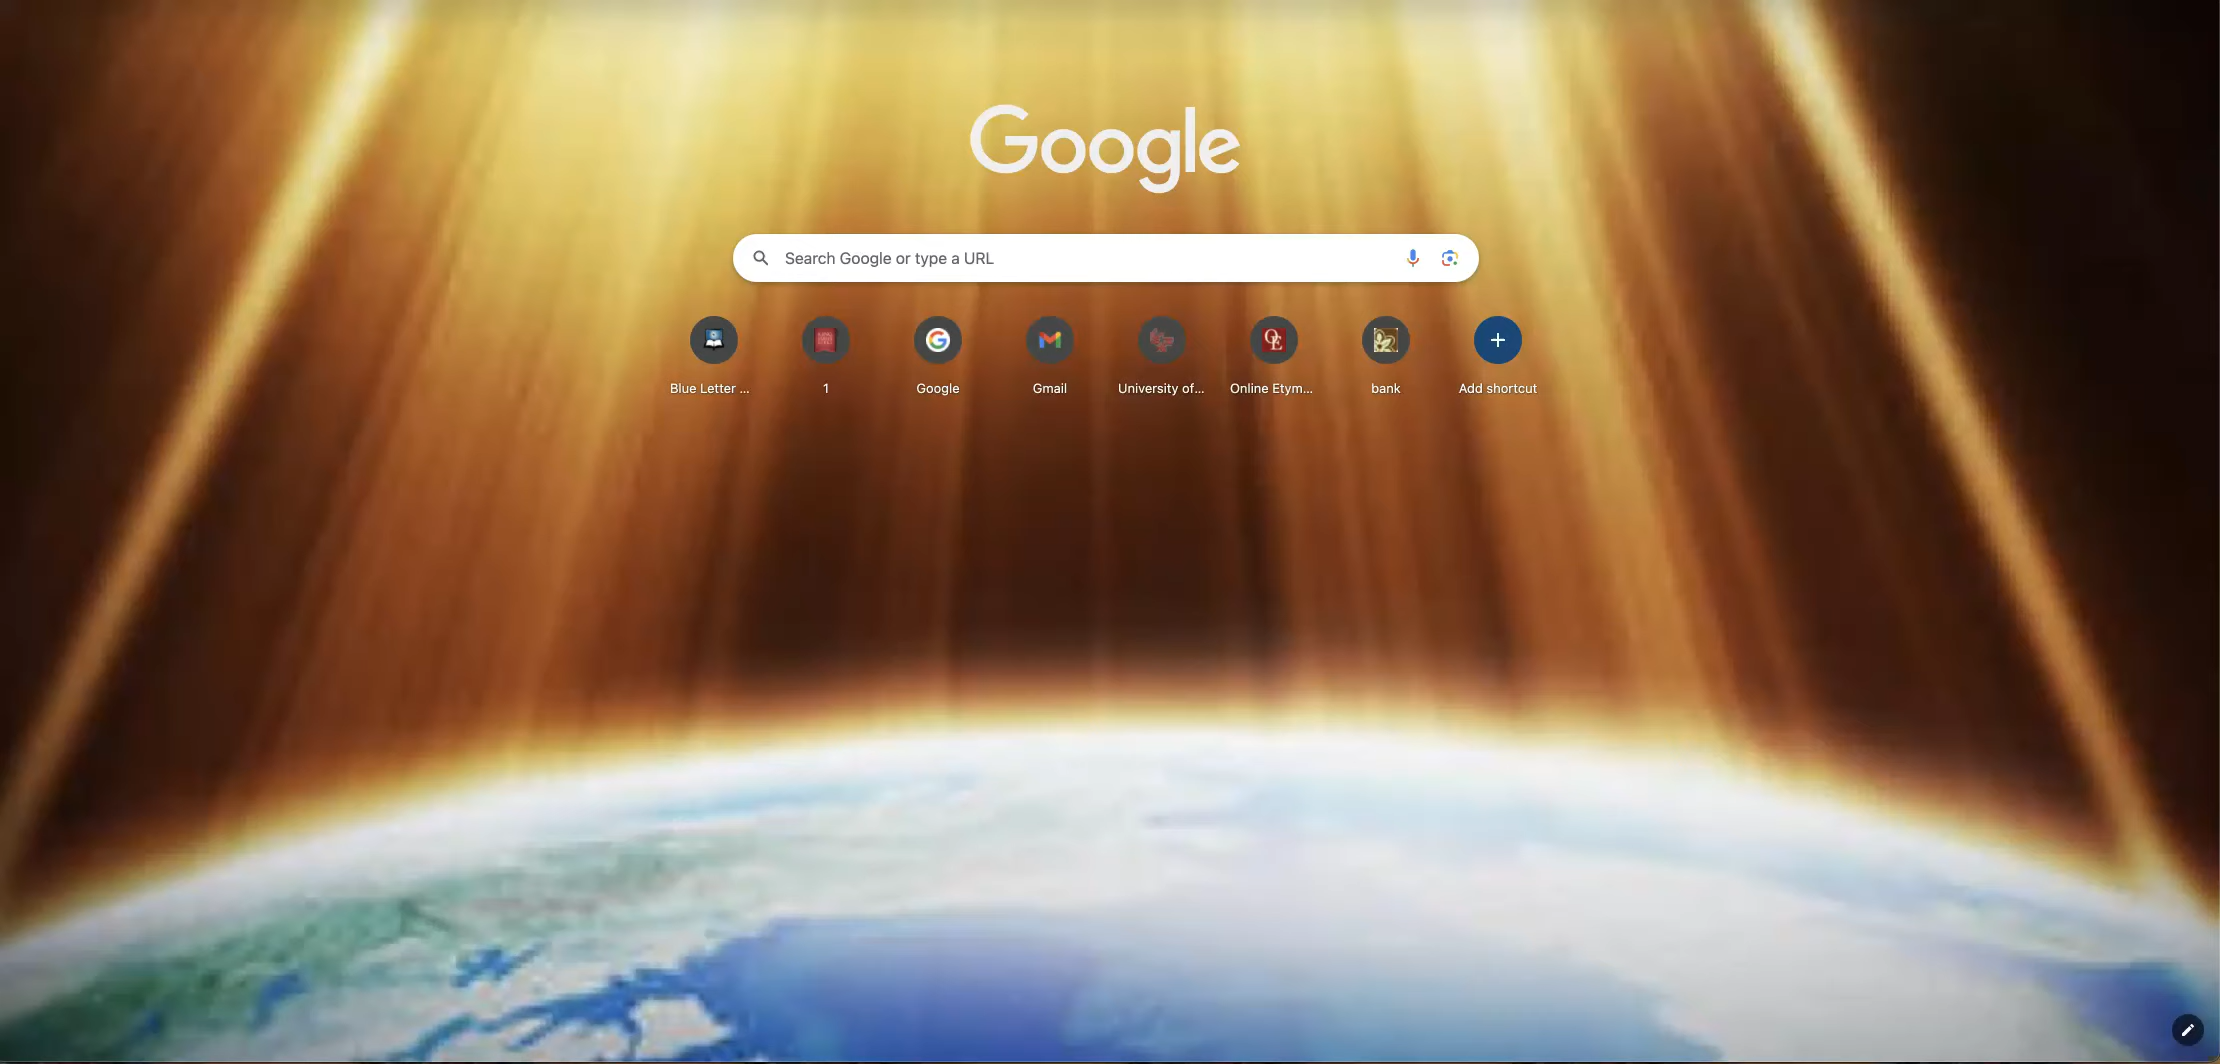 Google
Search Google or type a URL
Blue Letter ...
1
Google
Gmail
University of...
Online Etym...
bank
Add shortcut